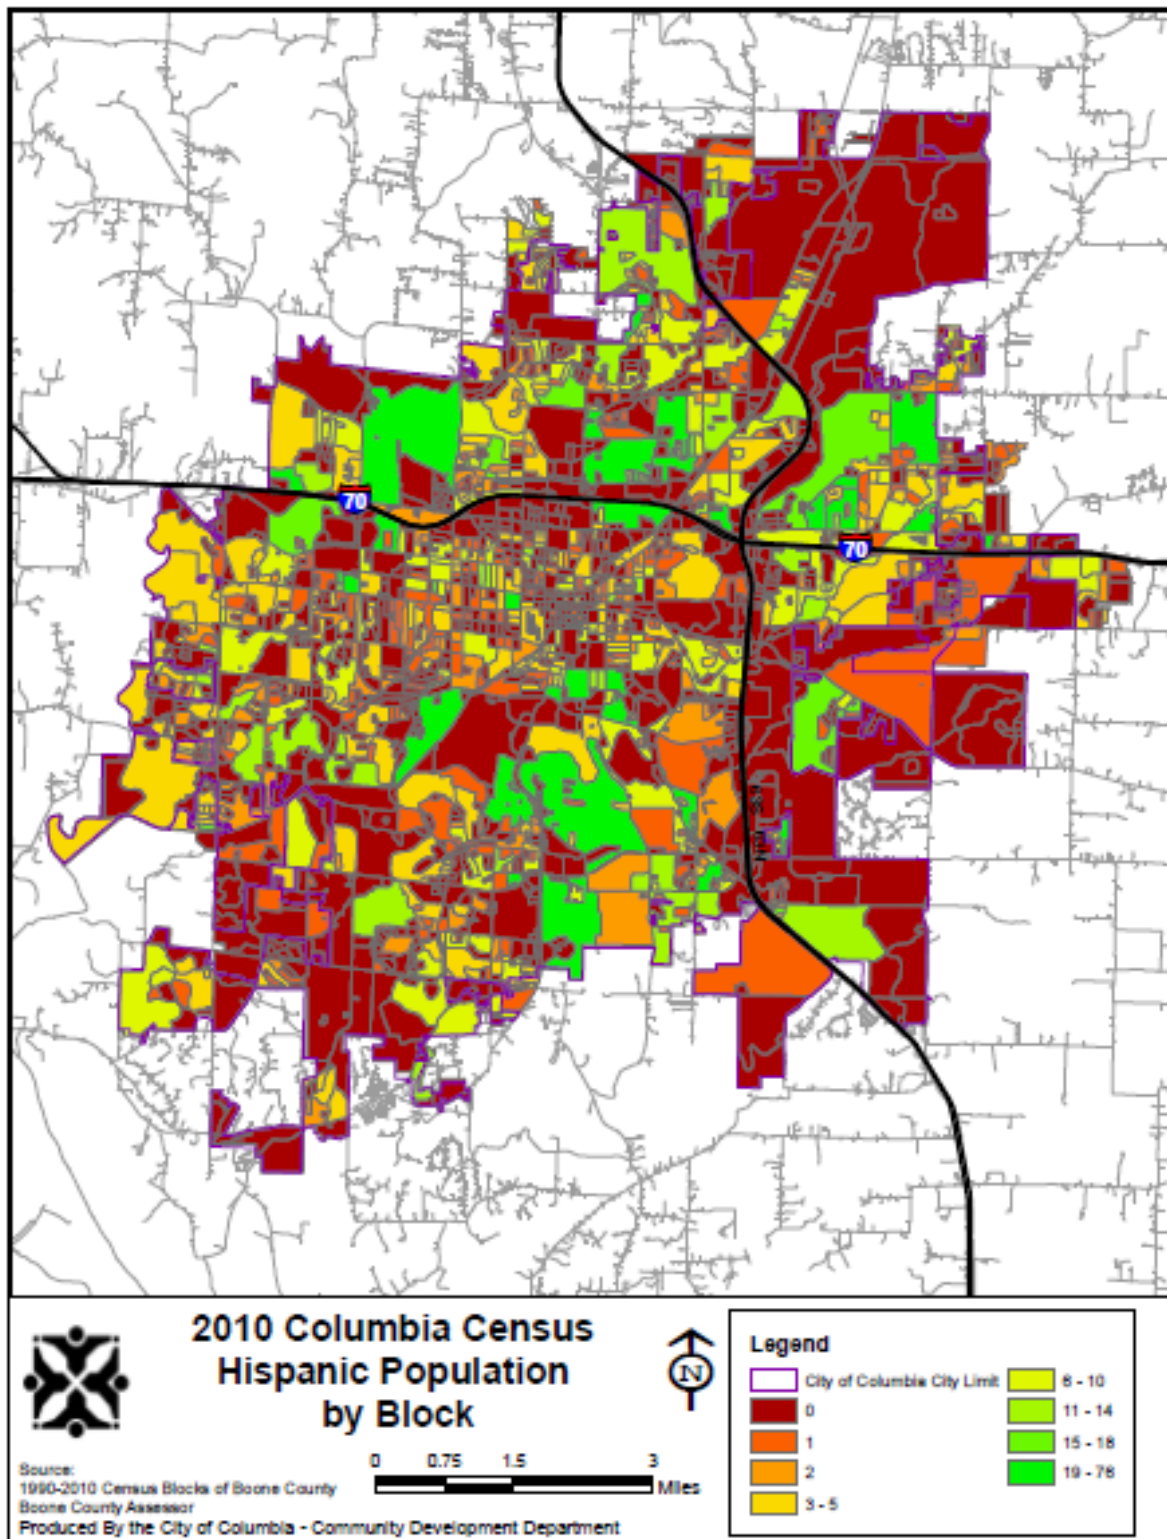 70
70
2010 Columbia Census
Hispanic Population
by Block
N
Legend
City of Columbia City Limit
0
1
2
3 - 5
6 - 10
11 - 14
15 - 18
19 - 76
0 0.75 1.5 3
Miles
Source:
1990-2010 Census Blocks of Boone County
Boone County Assessor
Produced By the City of Columbia - Community Development Department